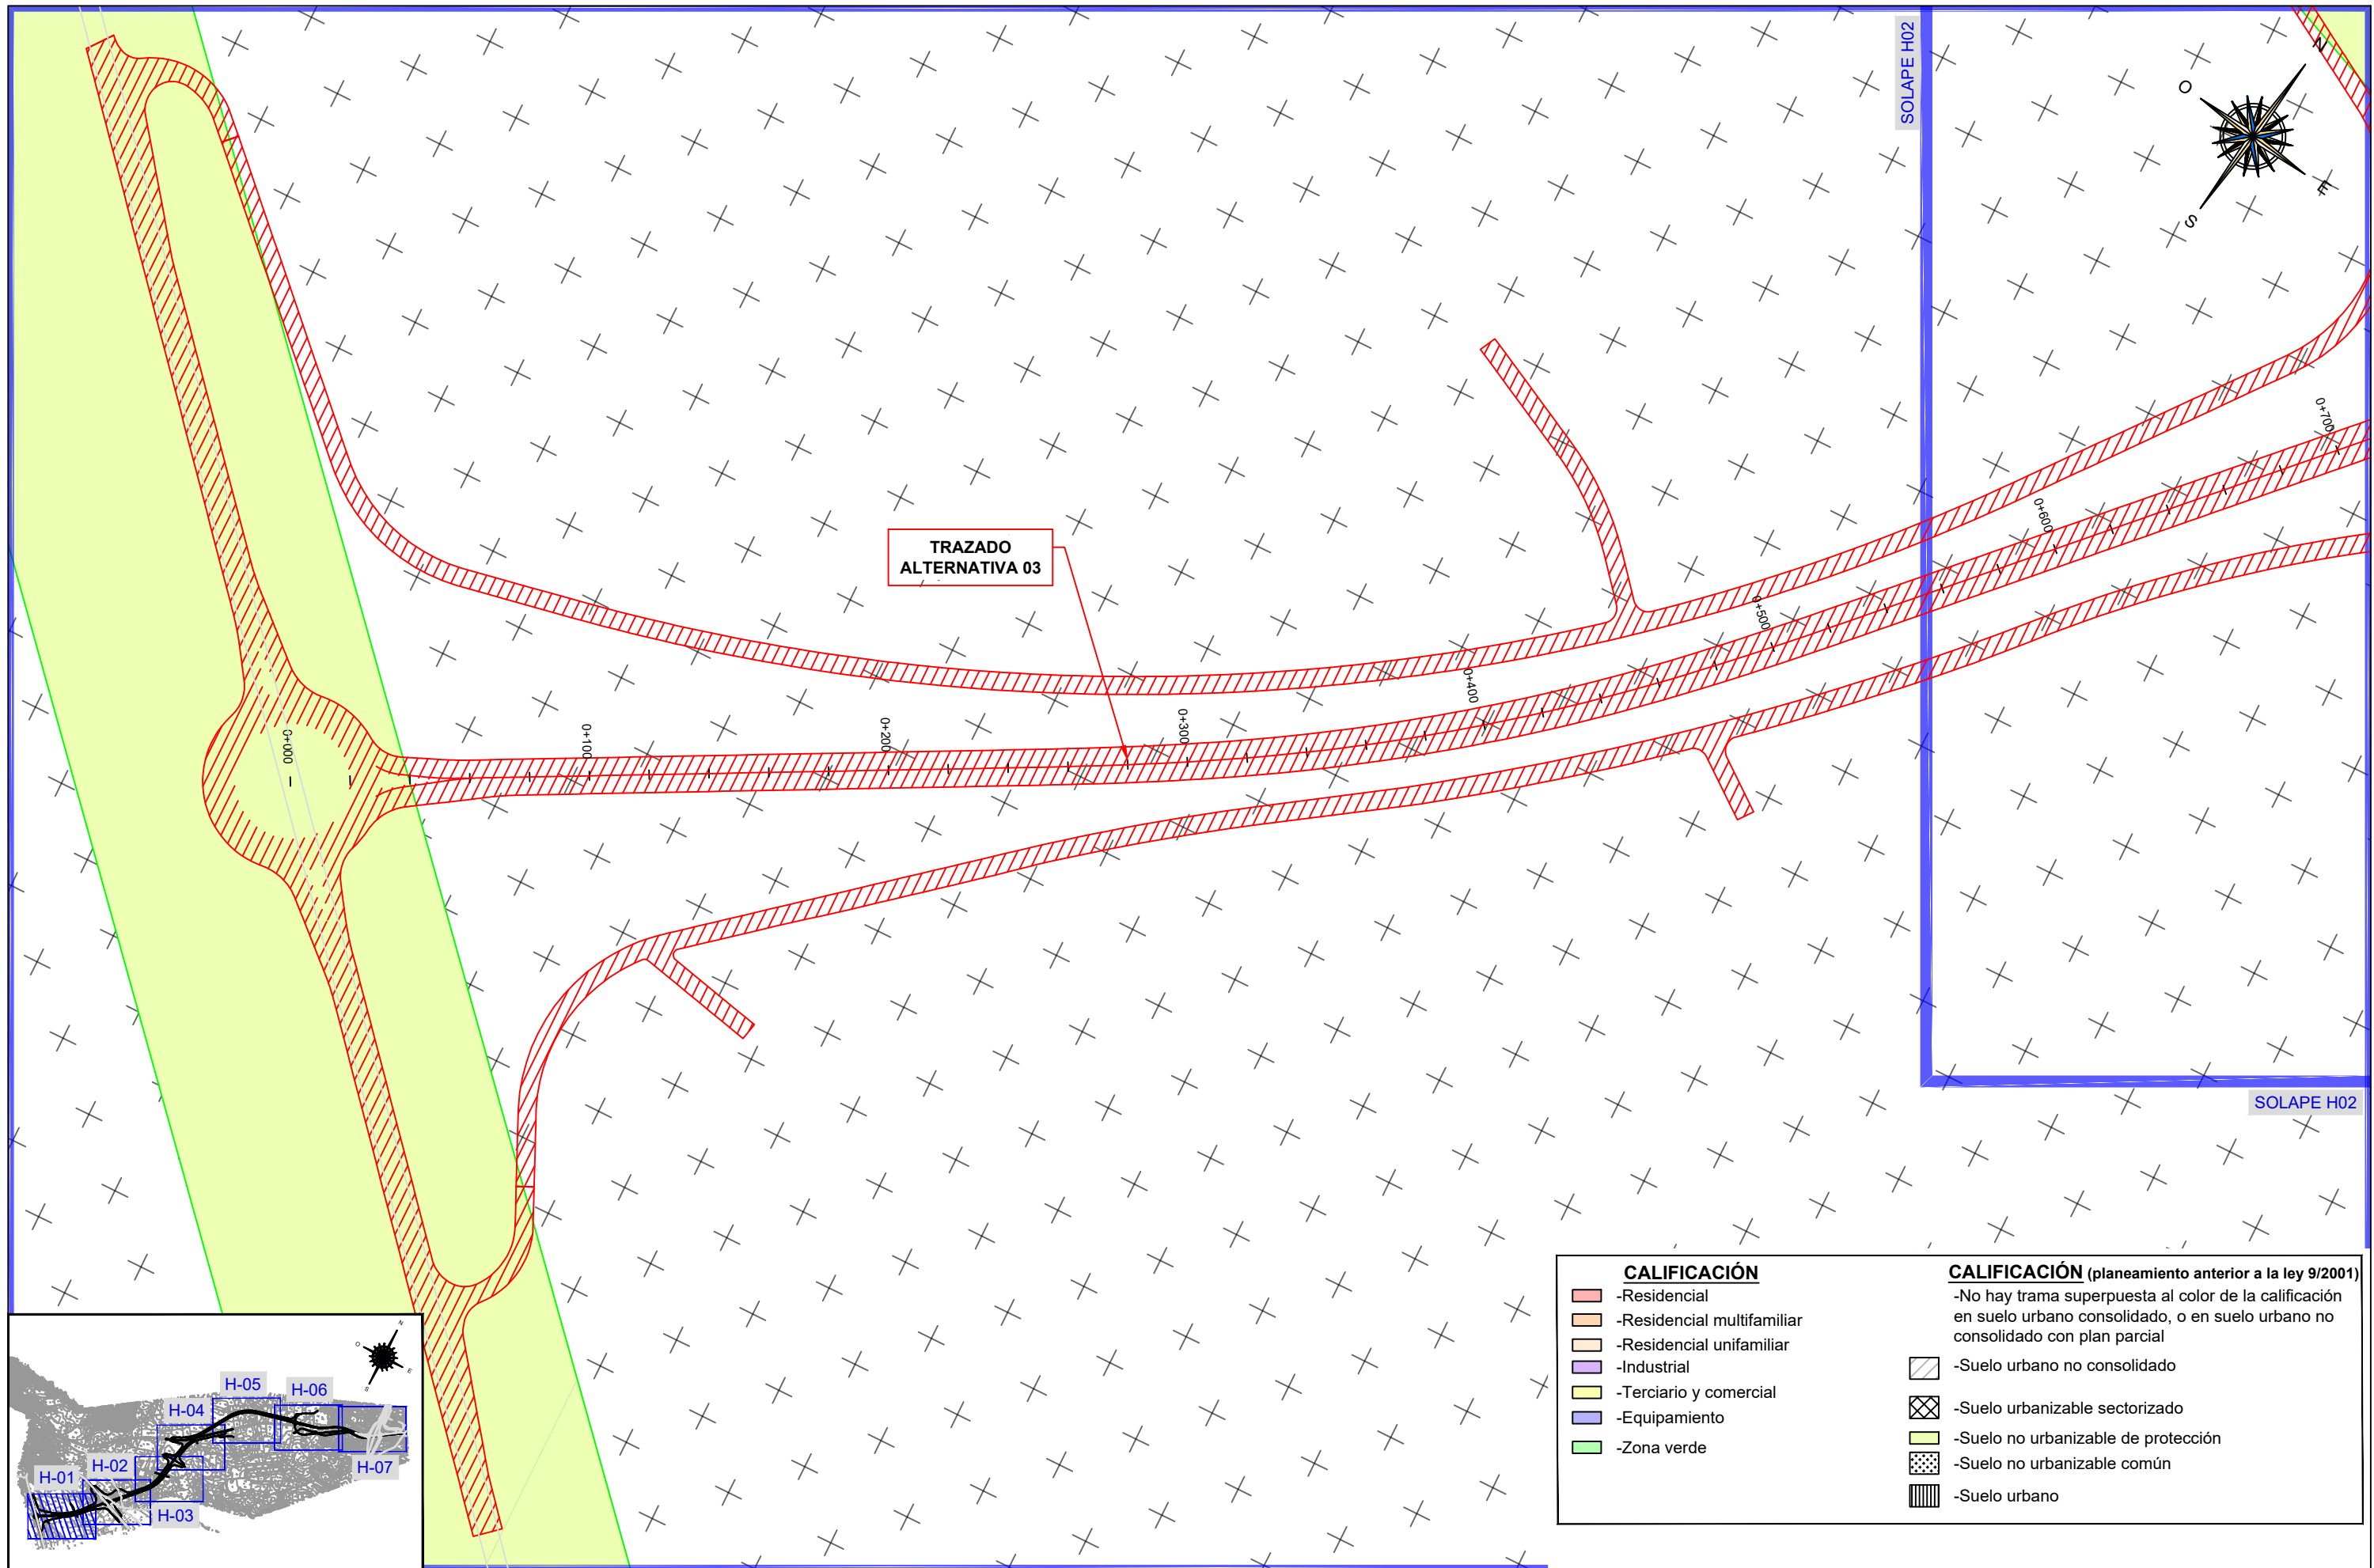 SOLAPE H02
N
O
E
S
TRAZADO
ALTERNATIVA 03
0+000
0+100
0+200
0+300
0+400
0+500
0+600
0+700
SOLAPE H02
CALIFICACIÓN
-Residencial
-Residencial multifamiliar
-Residencial unifamiliar
-Industrial
-Terciario y comercial
-Equipamiento
-Zona verde
CALIFICACIÓN (planeamiento anterior a la ley 9/2001)
-No hay trama superpuesta al color de la calificación
en suelo urbano consolidado, o en suelo urbano no
consolidado con plan parcial
-Suelo urbano no consolidado
-Suelo urbanizable sectorizado
-Suelo no urbanizable de protección
-Suelo no urbanizable común
-Suelo urbano
N
O
E
S
H-01
H-02
H-03
H-04
H-05
H-06
H-07